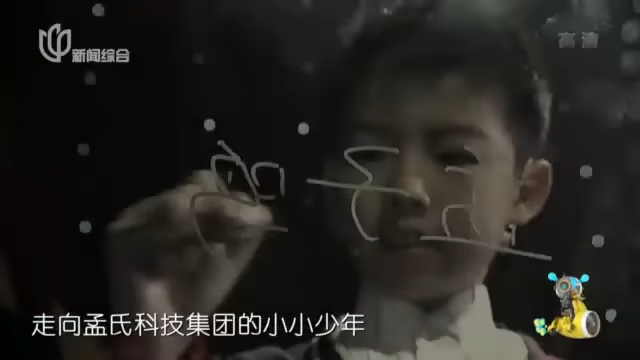 新闻综合
高清
走向孟氏科技集团的小小少年